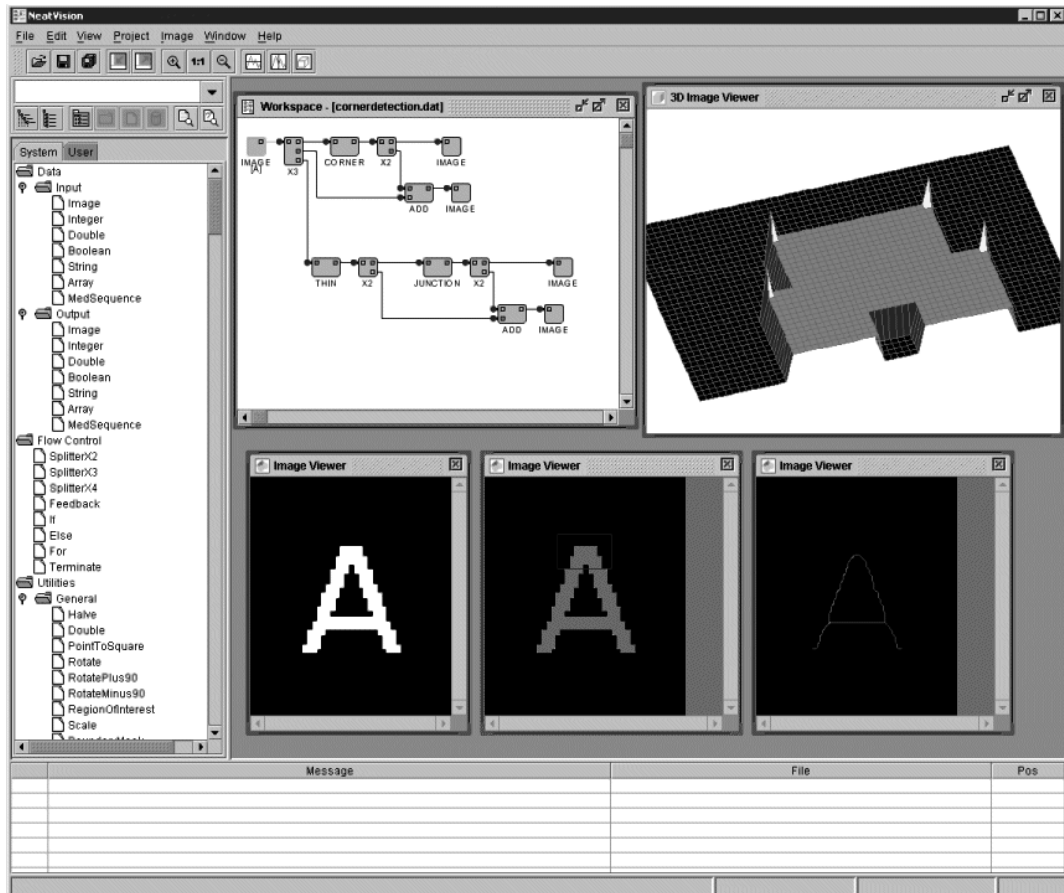 NeatVision
File Edit View Project Image Window Help
1:1
System User
Data
Input
Image
Integer
Double
Boolean
String
Array
MedSequence
Output
Image
Integer
Double
Boolean
String
Array
MedSequence
Flow Control
SplitterX2
SplitterX3
SplitterX4
Feedback
If
Else
For
Terminate
Utilities
General
Halve
Double
PointToSquare
Rotate
RotatePlus90
RotateMinus90
RegionOfInterest
Scale
Workspace - [cornerdetection.dat]
IMAGE X3 CORNER X2 IMAGE
[A]
ADD IMAGE
THIN X2 JUNCTION X2 IMAGE
ADD IMAGE
3D Image Viewer
Image Viewer
A
Image Viewer
A
Image Viewer
A
Message File Pos